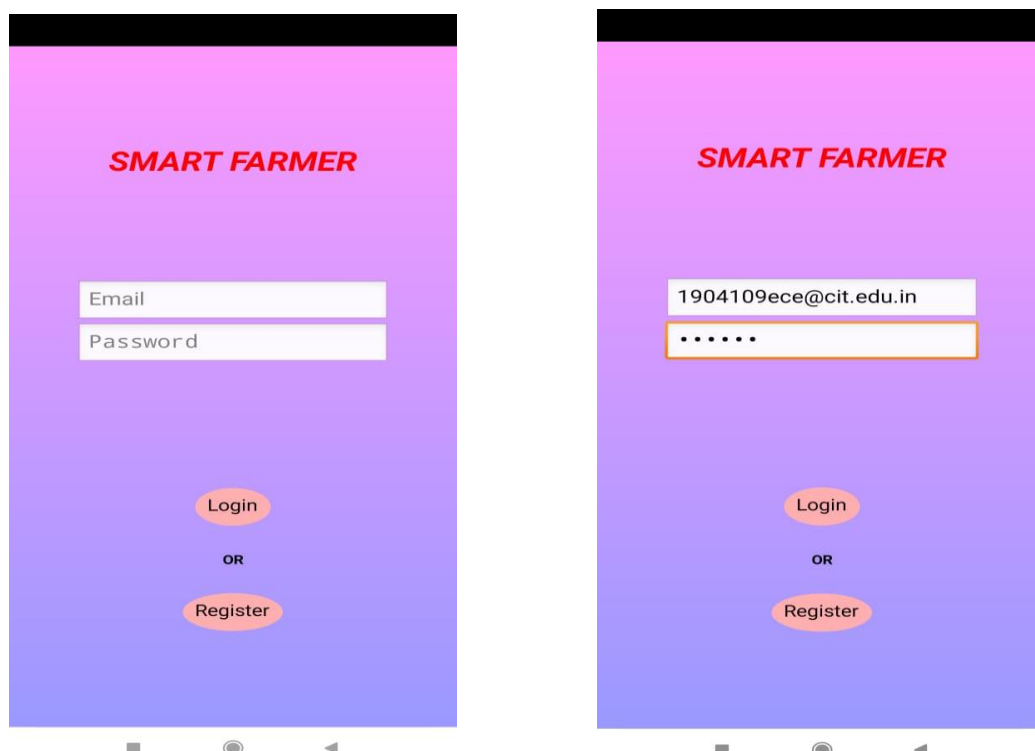 SMART FARMER
Email
Password
Login
OR
Register
SMART FARMER
1904109ece@cit.edu.in
••••••
Login
OR
Register